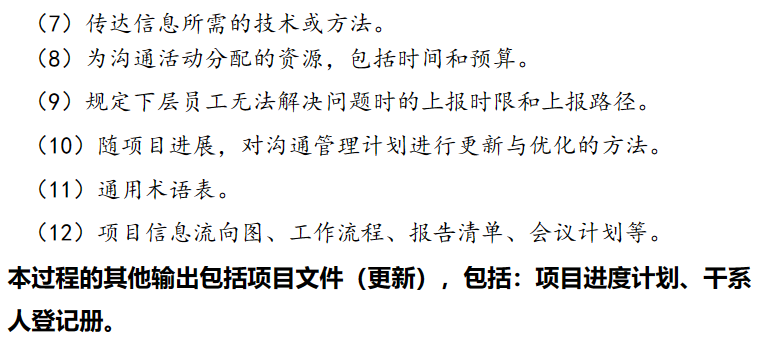 （7）传达信息所需的技术或方法。
（8）为沟通活动分配的资源，包括时间和预算。
（9）规定下层员工无法解决问题时的上报时限和上报路径。
（10）随项目进展，对沟通管理计划进行更新与优化的方法。
（11）通用术语表。
（12）项目信息流向图、工作流程、报告清单、会议计划等。
本过程的其他输出包括项目文件（更新），包括：项目进度计划、干系
人登记册。